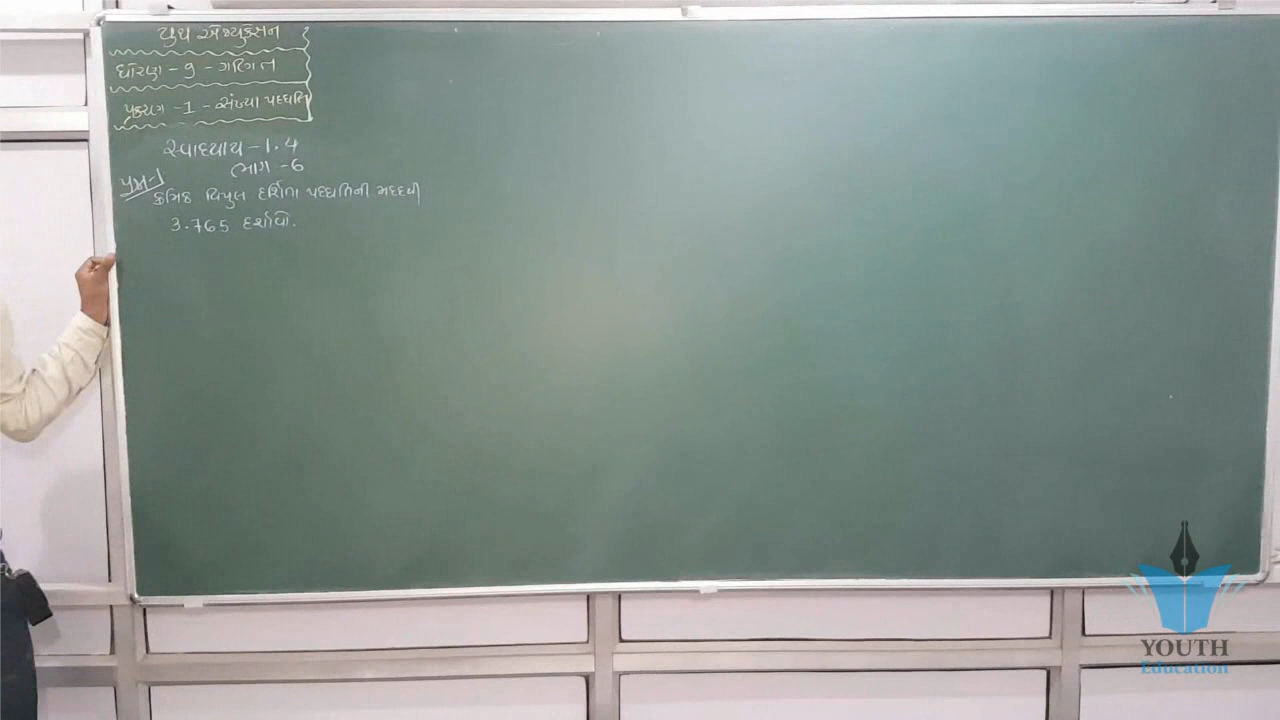 યુથ એજ્યુકેસન
ધોરણ - 9 - ગણિત
પ્રકરણ - 1 - સંખ્યા પદ્ધતિ
સ્વાધ્યાય - 1.4
ભાગ - 6
પ્રશ્ન-1
ક્રમિક વિપુલ દર્શિતા પદ્ધતિની મદદથી
3.765 દર્શાવો.
YOUTH
Education